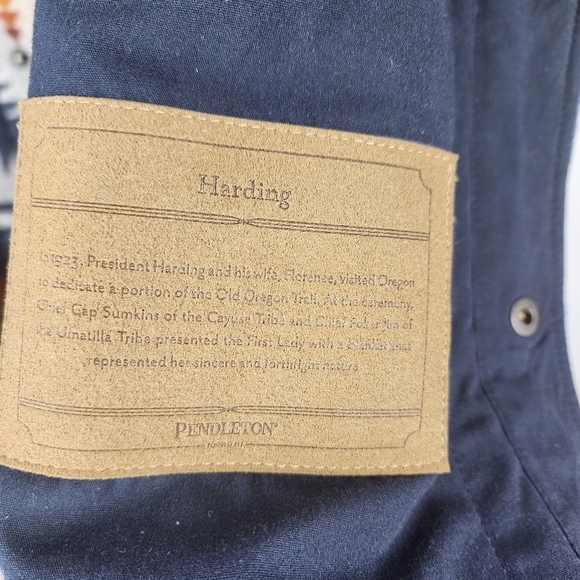 Harding
In 1923, President Harding and his wife, Florence, visited Oregon
to dedicate a portion of the Old Oregon Trail. At the ceremony,
Chief Cap Sumkins of the Cayuse Tribe and Chief Poker Jim of
the Umatilla Tribe presented the First Lady with a blanket that
represented her sincere and forthright nature.
PENDLETON®